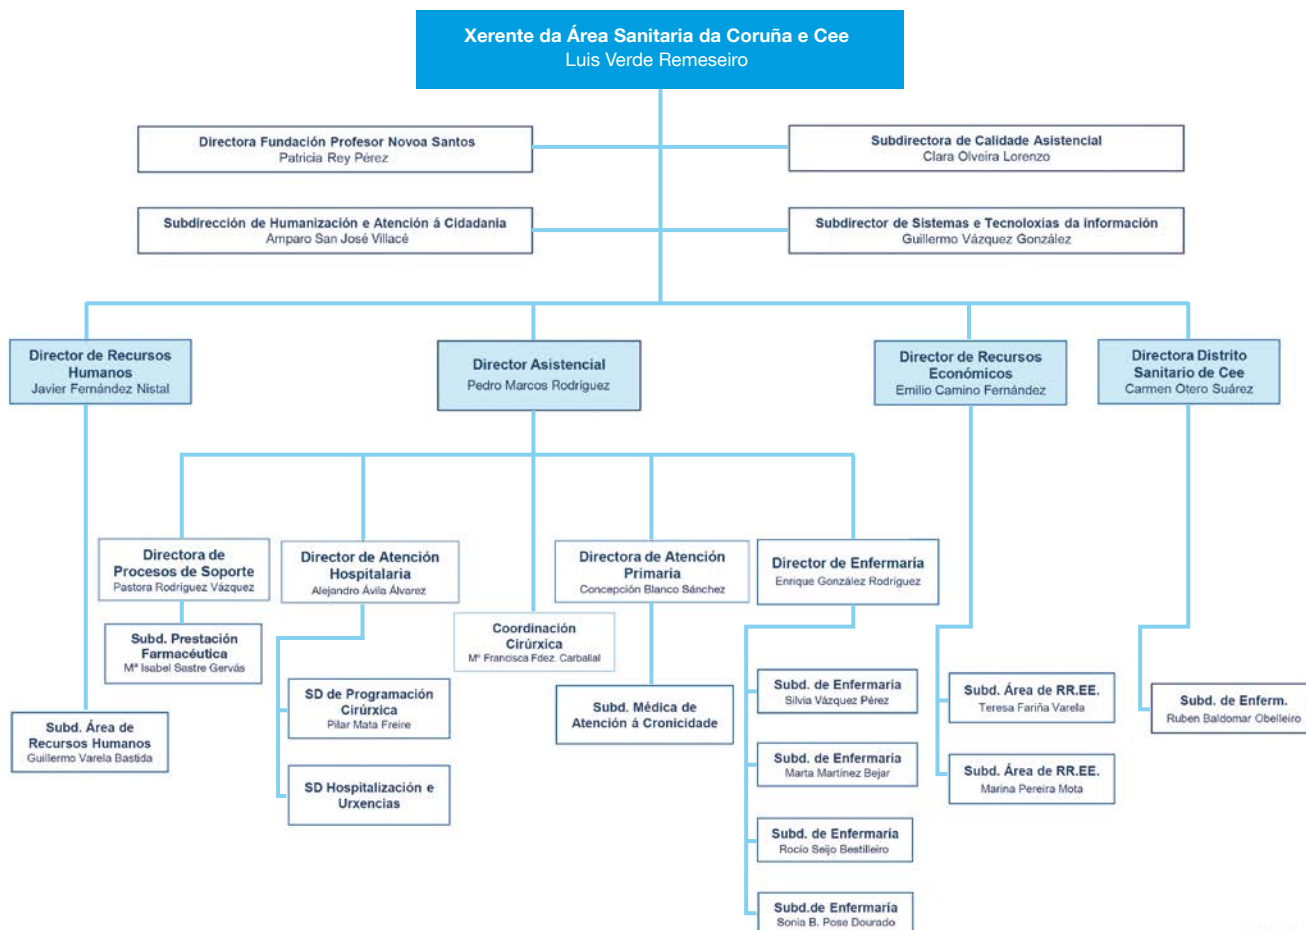 Xerente da Área Sanitaria da Coruña e Cee
Luis Verde Remeseiro
Directora Fundación Profesor Novoa Santos
Patricia Rey Pérez
Subdirectora de Calidade Asistencial
Clara Olveira Lorenzo
Subdirección de Humanización e Atención á Cidadania
Amparo San José Villacé
Subdirector de Sistemas e Tecnoloxias da información
Guillermo Vázquez González
Director de Recursos
Humanos
Javier Fernández Nistal
Director Asistencial
Pedro Marcos Rodríguez
Director de Recursos
Económicos
Emilio Camino Fernández
Directora Distrito
Sanitario de Cee
Carmen Otero Suárez
Directora de
Procesos de Soporte
Pastora Rodríguez Vázquez
Director de Atención
Hospitalaria
Alejandro Ávila Álvarez
Directora de Atención
Primaria
Concepción Blanco Sánchez
Director de Enfermaría
Enrique González Rodríguez
Subd. Prestación
Farmacéutica
Mª Isabel Sastre Gervás
Coordinación
Cirúrxica
Mº Francisca Fdez. Carballal
SD de Programación
Cirúrxica
Pilar Mata Freire
Subd. Médica de
Atención á Cronicidade
Subd. de Enfermaría
Silvia Vázquez Pérez
Subd. Área de RR.EE.
Teresa Fariña Varela
Subd. de Enferm.
Ruben Baldomar Obelleiro
Subd. Área de
Recursos Humanos
Guillermo Varela Bastida
SD Hospitalización e
Urxencias
Subd. de Enfermaría
Marta Martínez Bejar
Subd. Área de RR.EE.
Marina Pereira Mota
Subd. de Enfermaría
Rocío Seijo Bestilleiro
Subd.de Enfermaría
Sonia B. Pose Dourado